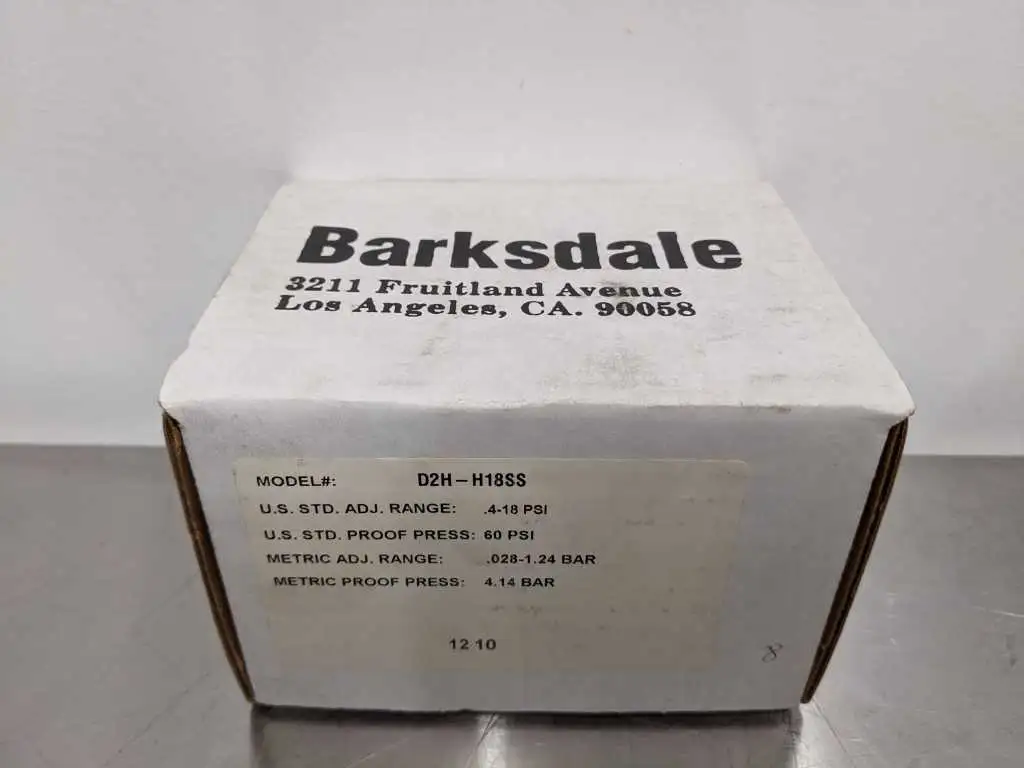 Barksdale
3211 Fruitland Avenue
Los Angeles, CA. 90058
MODEL#: D2H-H18SS
U.S. STD. ADJ. RANGE: .4-18 PSI
U.S. STD. PROOF PRESS: 60 PSI
METRIC ADJ. RANGE: .028-1.24 BAR
METRIC PROOF PRESS: 4.14 BAR
12 10
8